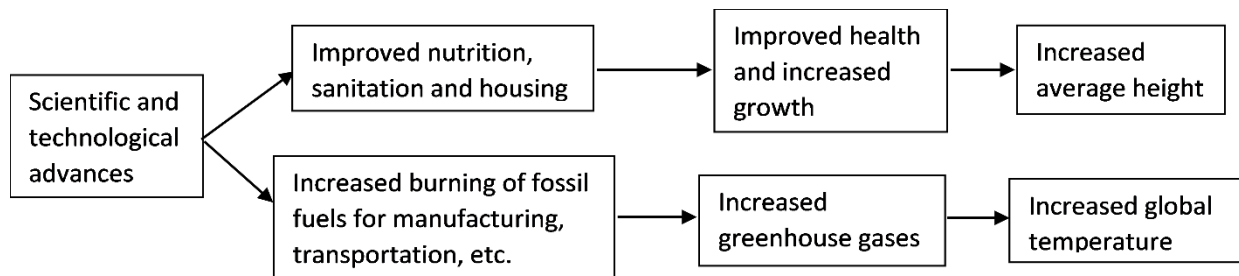 Scientific and
technological
advances
Improved nutrition,
sanitation and housing
Improved health
and increased
growth
Increased
average height
Increased burning of fossil
fuels for manufacturing,
transportation, etc.
Increased
greenhouse gases
Increased global
temperature